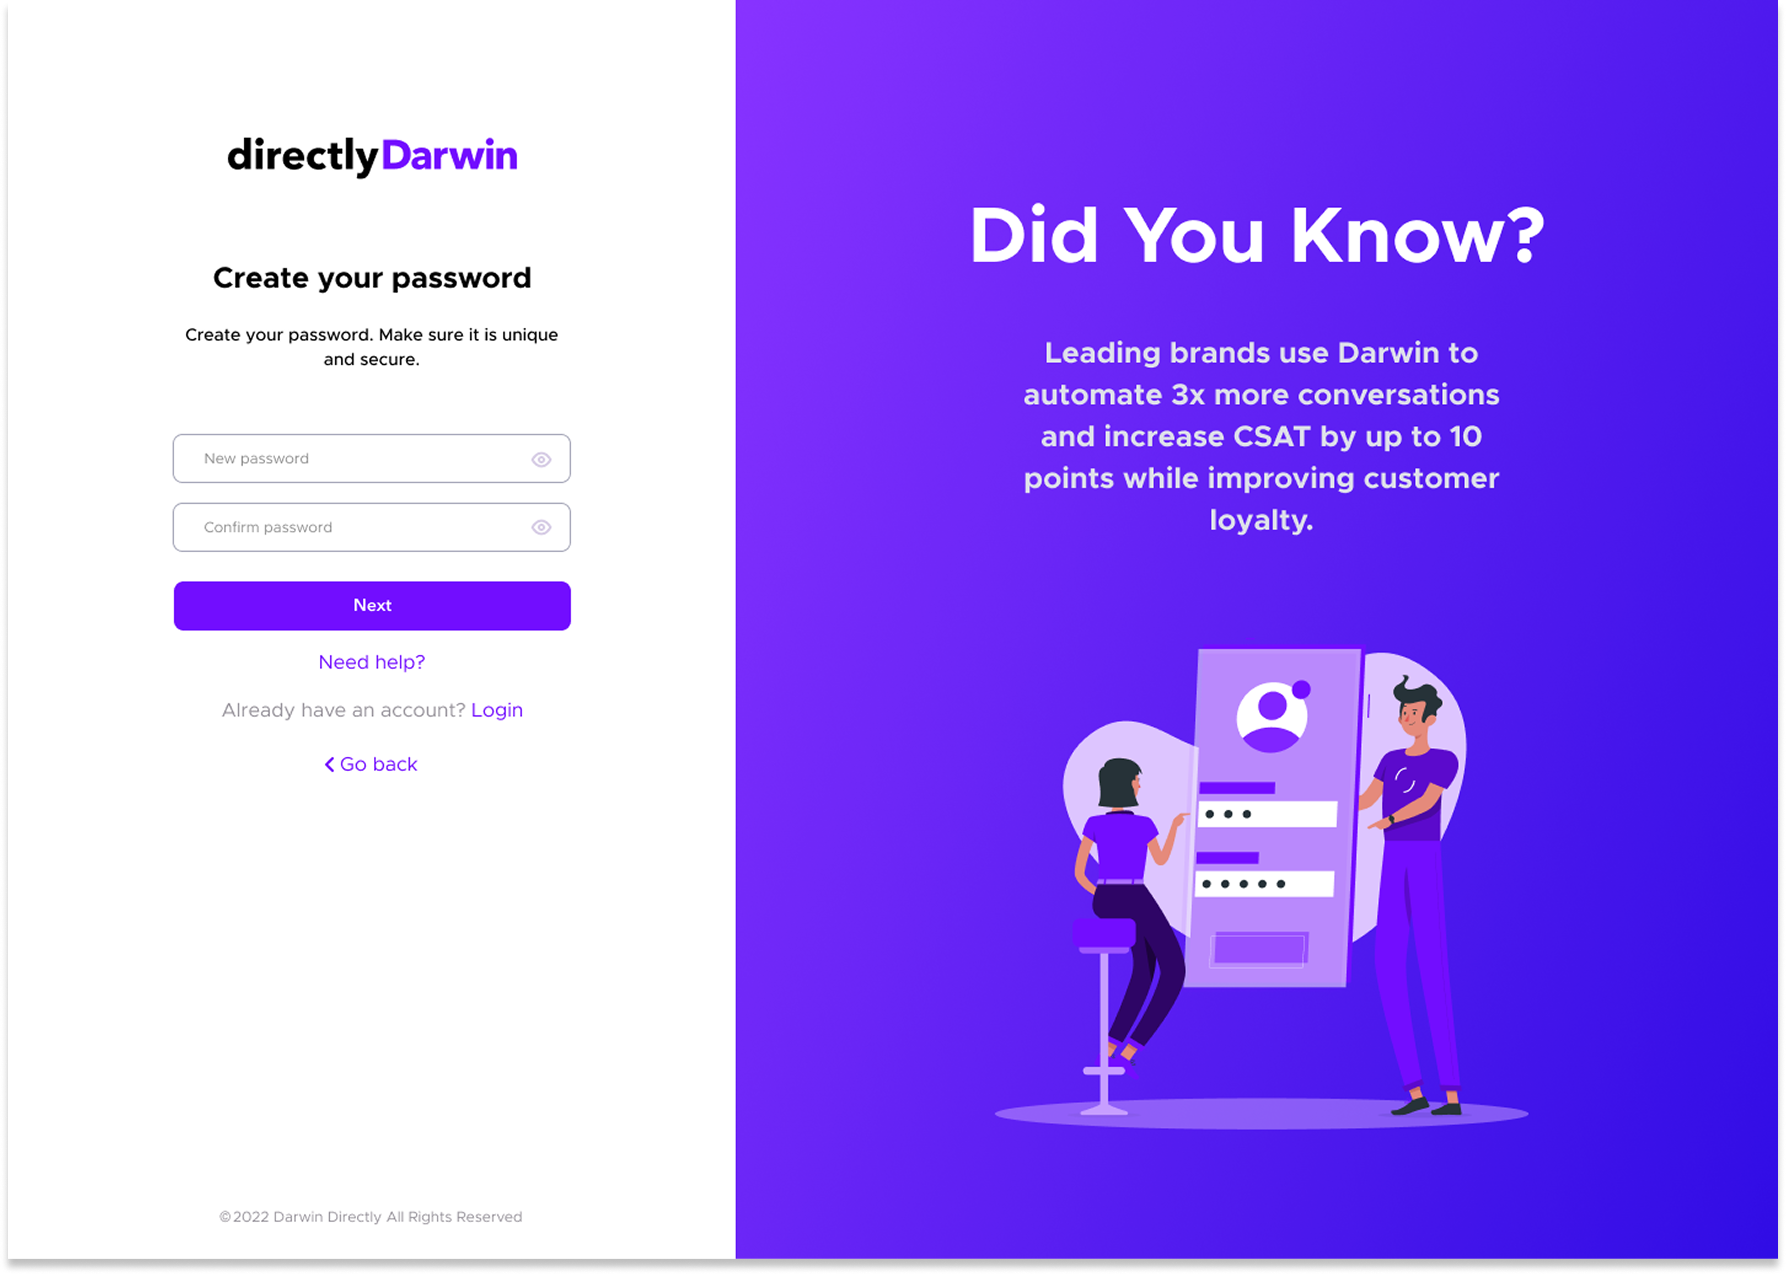 directlyDarwin
Create your password
Create your password. Make sure it is unique
and secure.
New password
Confirm password
Next
Need help?
Already have an account? Login
Go back
©2022 Darwin Directly All Rights Reserved
Did You Know?
Leading brands use Darwin to
automate 3x more conversations
and increase CSAT by up to 10
points while improving customer
loyalty.